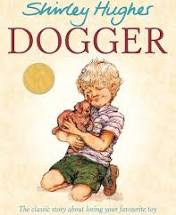 Shirley Hughes
DOGGER
The classic story about losing your favourite toy